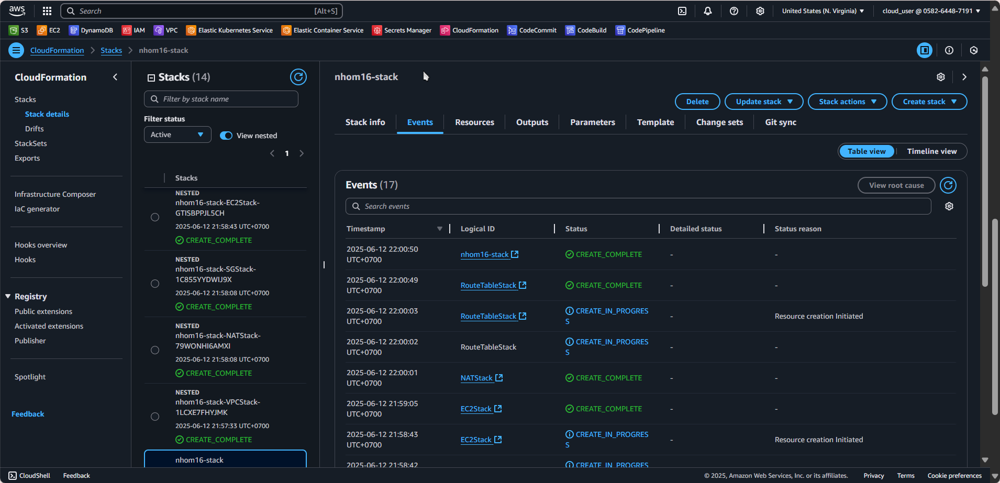 aws
Search [Alt+S]
United States (N. Virginia)
cloud_user @ 0582-6448-7191
S3 EC2 DynamoDB IAM VPC Elastic Kubernetes Service Elastic Container Service Secrets Manager CloudFormation CodeCommit CodeBuild CodePipeline
CloudFormation Stacks nhom16-stack
CloudFormation
Stacks
Stack details
Drifts
StackSets
Exports
Infrastructure Composer
IaC generator
Hooks overview
Hooks
Registry
Public extensions
Activated extensions
Publisher
Spotlight
Feedback
Stacks (14)
Filter by stack name
Filter status
Active
View nested
1
Stacks
NESTED
nhom16-stack-EC2Stack-
GTISBPPJL5CH
2025-06-12 21:58:43 UTC+0700
CREATE_COMPLETE
NESTED
nhom16-stack-SGStack-
1C855YYDWIJ9X
2025-06-12 21:58:08 UTC+0700
CREATE_COMPLETE
NESTED
nhom16-stack-NATStack-
79WONHI6AMXI
2025-06-12 21:58:08 UTC+0700
CREATE_COMPLETE
NESTED
nhom16-stack-VPCStack-
1LCXE7FHYJMK
2025-06-12 21:57:33 UTC+0700
CREATE_COMPLETE
nhom16-stack
nhom16-stack
Delete Update stack Stack actions Create stack
Stack info Events Resources Outputs Parameters Template Change sets Git sync
Table view Timeline view
Events (17)
View root cause
Search events
Timestamp Logical ID Status Detailed status Status reason
2025-06-12 22:00:50
UTC+0700
nhom16-stack
CREATE_COMPLETE
-
-
2025-06-12 22:00:49
UTC+0700
RouteTableStack
CREATE_COMPLETE
-
-
2025-06-12 22:00:03
UTC+0700
RouteTableStack
CREATE_IN_PROGRES
S
-
Resource creation Initiated
2025-06-12 22:00:02
UTC+0700
RouteTableStack
CREATE_IN_PROGRES
S
-
-
2025-06-12 22:00:01
UTC+0700
NATStack
CREATE_COMPLETE
-
-
2025-06-12 21:59:05
UTC+0700
EC2Stack
CREATE_COMPLETE
-
-
2025-06-12 21:58:43
UTC+0700
EC2Stack
CREATE_IN_PROGRES
S
-
Resource creation Initiated
2025-06-12 21:58:42
CREATE_IN_PROGRES
CloudShell Feedback
© 2025, Amazon Web Services, Inc. or its affiliates. Privacy Terms Cookie preferences